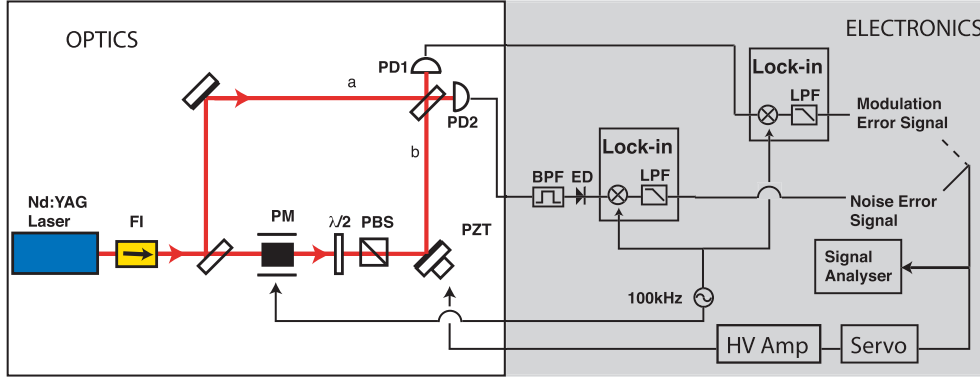 OPTICS
ELECTRONICS
PD1
Lock-in
a
LPF
Modulation
Error Signal
PD2
b
Lock-in
BPF ED
LPF
Nd:YAG
Laser
FI
PM
λ/2
PBS
PZT
Noise Error
Signal
Signal
Analyser
100kHz
HV Amp
Servo